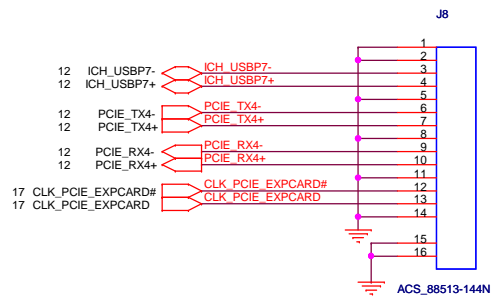 J8
1
2
12 ICH_USBP7- ICH_USBP7- 3
12 ICH_USBP7+ ICH_USBP7+ 4
5
12 PCIE_TX4- PCIE_TX4- 6
12 PCIE_TX4+ PCIE_TX4+ 7
8
12 PCIE_RX4- PCIE_RX4- 9
12 PCIE_RX4+ PCIE_RX4+ 10
11
17 CLK_PCIE_EXPCARD# CLK_PCIE_EXPCARD# 12
17 CLK_PCIE_EXPCARD CLK_PCIE_EXPCARD 13
14
15
16
ACS_88513-144N